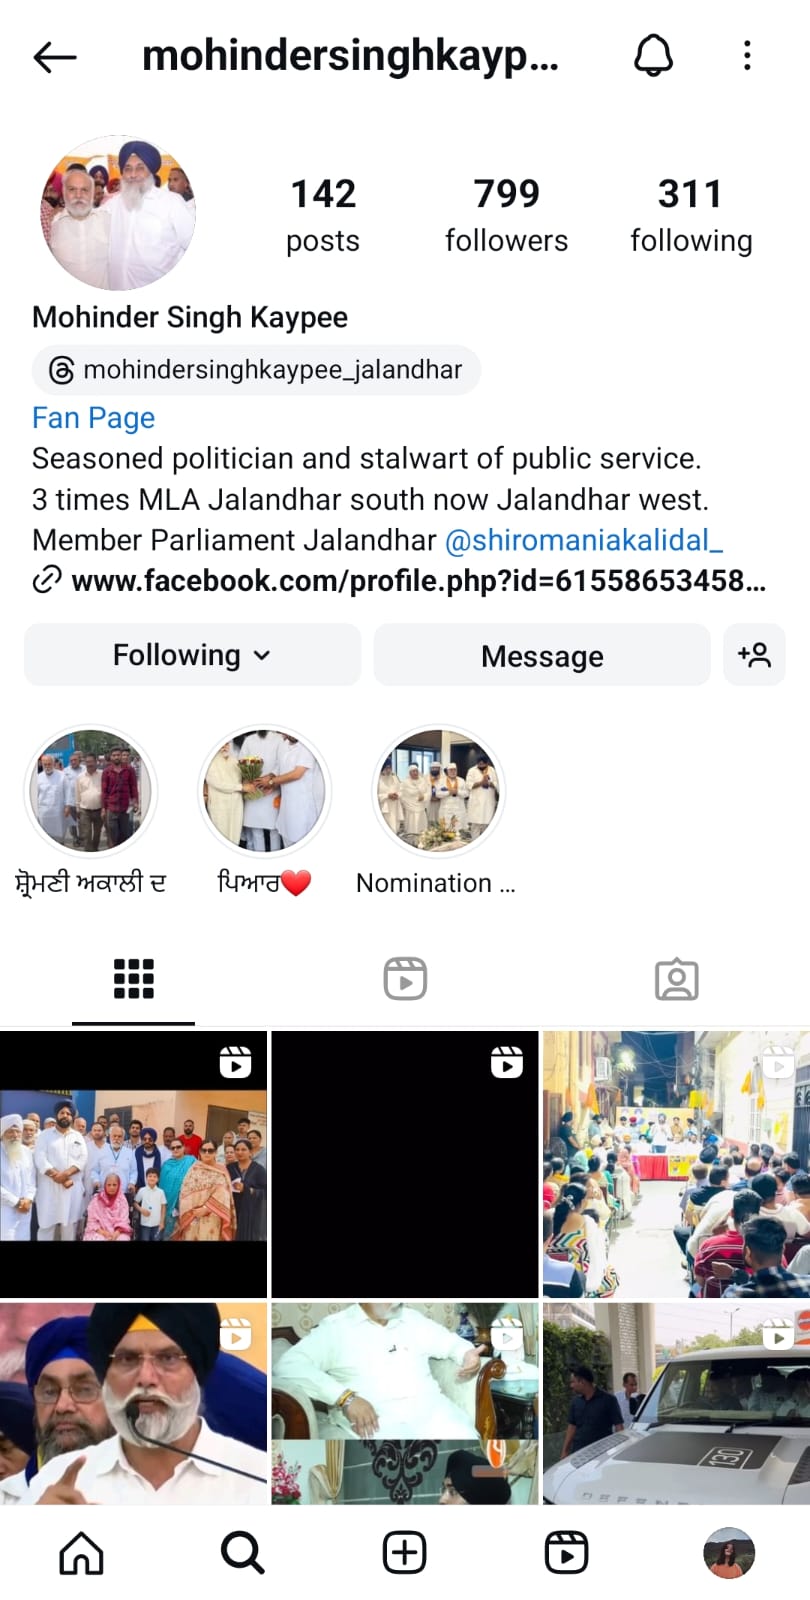 mohindersinghkayp...
142
posts
799
followers
311
following
Mohinder Singh Kaypee
mohindersinghkaypee_jalandhar
Fan Page
Seasoned politician and stalwart of public service.
3 times MLA Jalandhar south now Jalandhar west.
Member Parliament Jalandhar @shiromaniakalidal_
www.facebook.com/profile.php?id=61558653458...
Following
Message
ਸ਼੍ਰੋਮਣੀ ਅਕਾਲੀ ਦ
ਪਿਆਰ❤️
Nomination ...
130
DEFEN